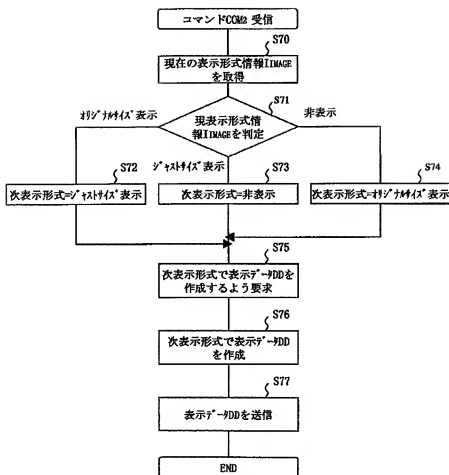 コマンドCOM2 受信
S70
現在の表示形式情報IIMAGE
を取得
S71
オリジナルサイズ表示
現表示形式情
報IIMAGEを判定
非表示
S72
ジャストサイズ表示
S73
S74
次表示形式=ジャストサイズ表示
次表示形式=非表示
次表示形式=オリジナルサイズ表示
S75
次表示形式で表示データDDを
作成するよう要求
S76
次表示形式で表示データDD
を作成
S77
表示データDDを送信
END